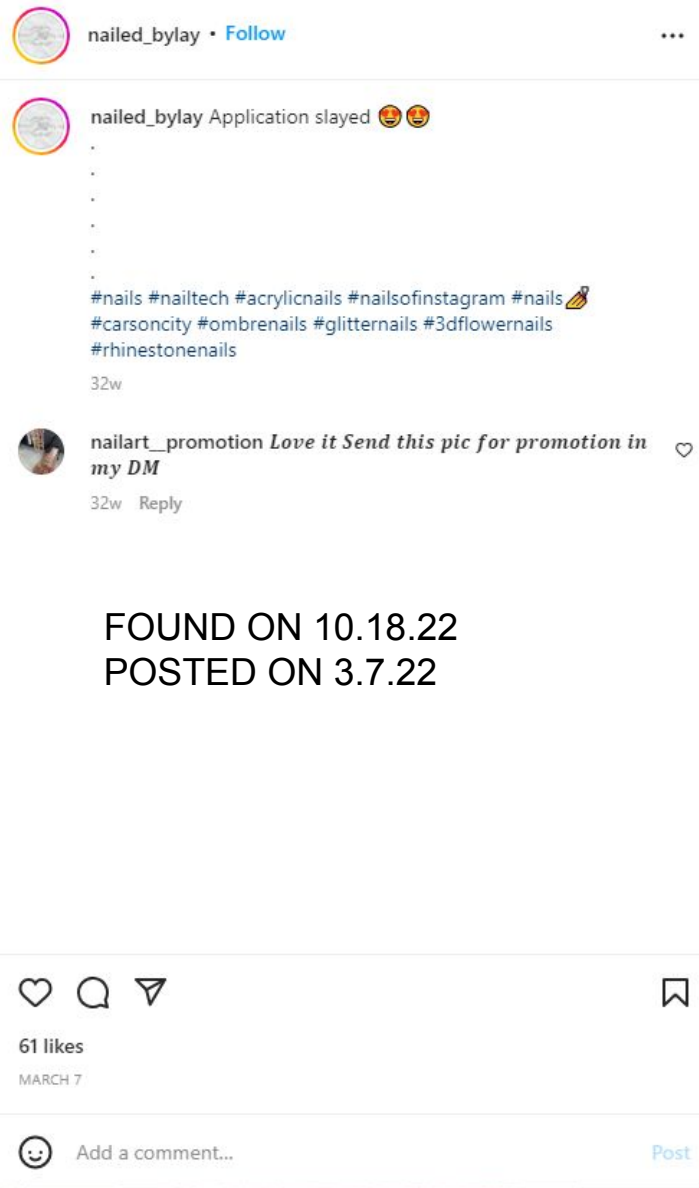 nailed_bylay • Follow
nailed_bylay Application slayed 😍😍
.
.
.
.
.
.
#nails #nailtech #acrylicnails #nailsofinstagram #nails💅
#carsoncity #ombrenails #glitternails #3dflowernails
#rhinestonenails
32w
nailart__promotion Love it Send this pic for promotion in
my DM
32w Reply
FOUND ON 10.18.22
POSTED ON 3.7.22
61 likes
MARCH 7
Add a comment... Post